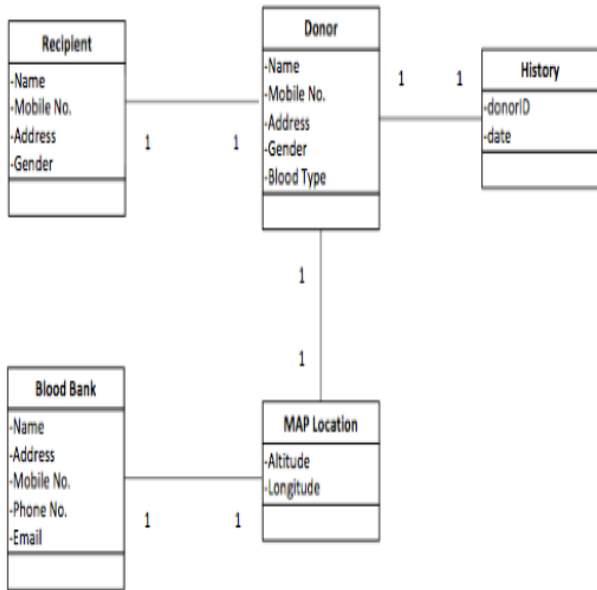 Recipient
-Name
-Mobile No.
-Address
-Gender
1
1
Donor
-Name
-Mobile No.
-Address
-Gender
-Blood Type
1
1
History
-donorID
-date
1
1
Blood Bank
-Name
-Address
-Mobile No.
-Phone No.
-Email
1
1
MAP Location
-Altitude
-Longitude